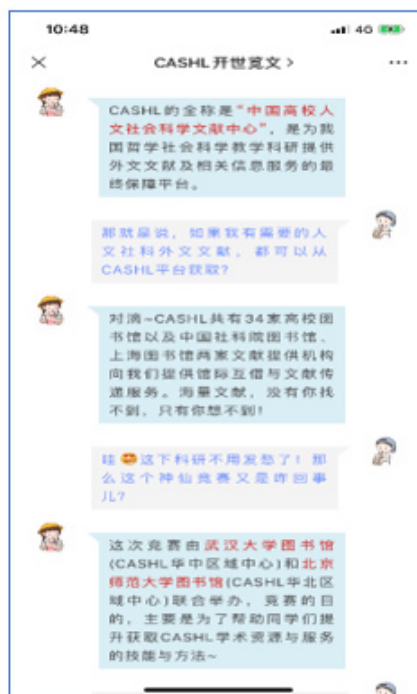 10:48
4G
× CASHL开世览文 > ...
CASHL的全称是“中国高校人
文社会科学文献中心”，是为我
国哲学社会科学教学科研提供
外文文献及相关信息服务的最
终保障平台。
那就是说，如果我有需要的人
文社科外文文献，都可以从
CASHL平台获取?
对滴~CASHL共有34家高校图
书馆以及中国社科院图书馆、
上海图书馆两家文献提供机构
向我们提供馆际互借与文献传
递服务。海量文献，没有你找
不到，只有你想不到!
哇🤩这下科研不用发愁了！那
么这个神仙竞赛又是咋回事
儿?
这次竞赛由武汉大学图书馆
(CASHL华中区域中心)和北京
师范大学图书馆(CASHL华北区
域中心)联合举办，竞赛的目
的，主要是为了帮助同学们提
升获取CASHL学术资源与服务
的技能与方法~